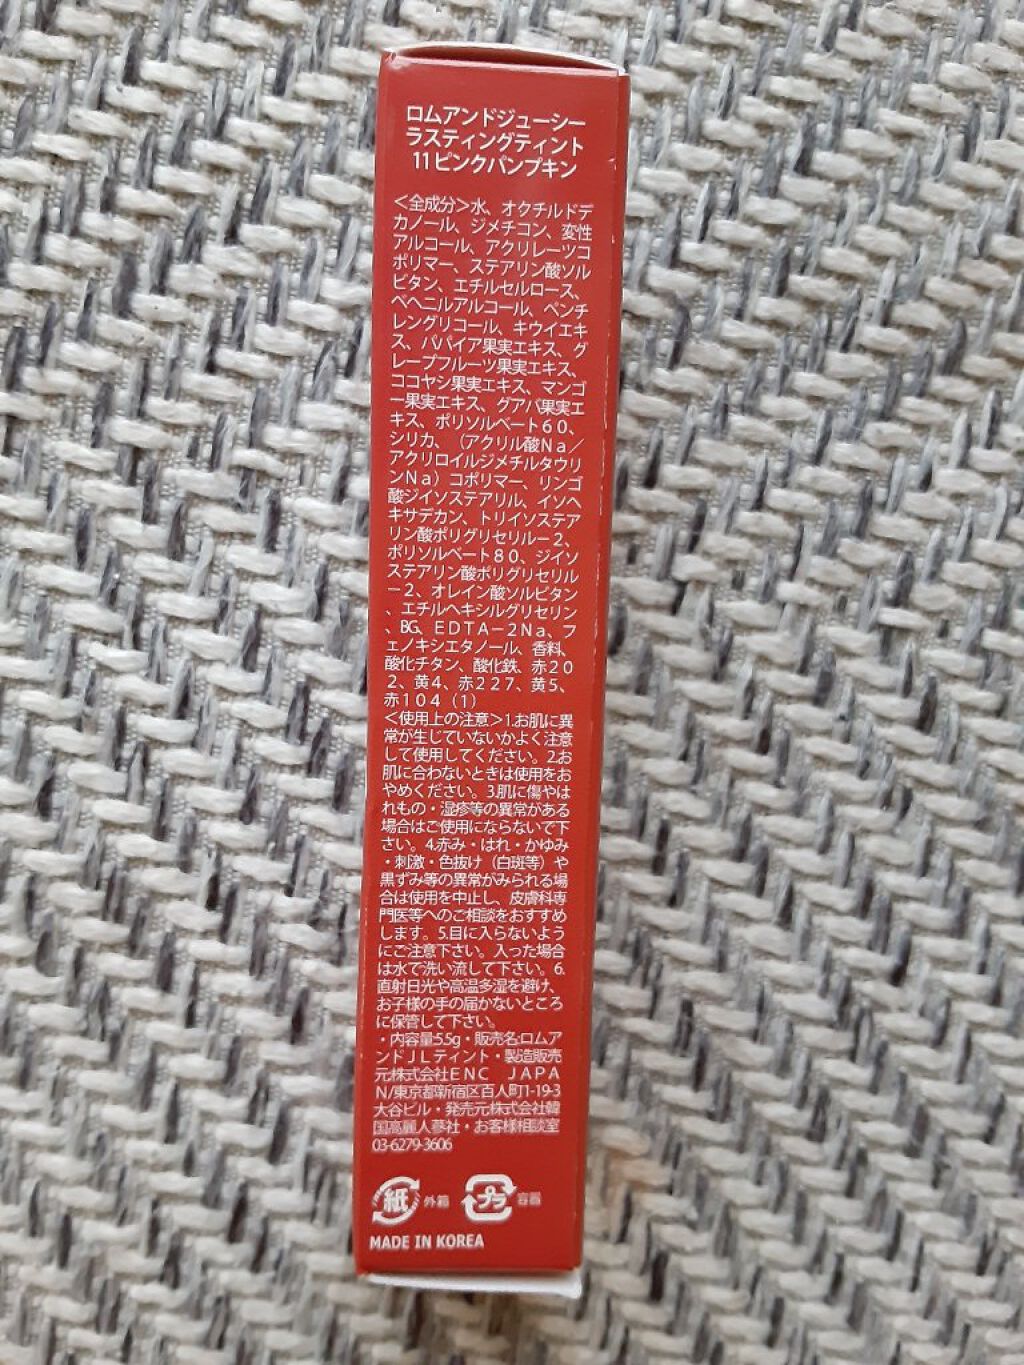 ロムアンドジューシー
ラスティングティント
11ピンクパンプキン
＜全成分＞水、オクチルドデ
カノール、ジメチコン、変性
アルコール、アクリレーツコ
ポリマー、ステアリン酸ソル
ビタン、エチルセルロース、
ベヘニルアルコール、ペンチ
レングリコール、キウイエキ
ス、パパイア果実エキス、グ
レープフルーツ果実エキス、
ココヤシ果実エキス、マンゴ
ー果実エキス、グアバ果実エ
キス、ポリソルベート６０、
シリカ、（アクリル酸Ｎａ／
アクリロイルジメチルタウリ
ンＮａ）コポリマー、リンゴ
酸ジイソステアリル、イソヘ
キサデカン、トリイソステア
リン酸ポリグリセリルー２、
ポリソルベート８０、ジイソ
ステアリン酸ポリグリセリル
－２、オレイン酸ソルビタン
、エチルヘキシルグリセリン
、BG、ＥＤＴＡ－２Ｎａ、フ
ェノキシエタノール、香料、
酸化チタン、酸化鉄、赤２０
２、黄４、赤２２７、黄５、
赤１０４（１）
＜使用上の注意＞1.お肌に異
常が生じていないかよく注意
して使用してください。2.お
肌に合わないときは使用をお
やめください。3.肌に傷やは
れもの・湿疹等の異常がある
場合はご使用にならないで下
さい。4.赤み・はれ・かゆみ
・刺激・色抜け（白斑等）や
黒ずみ等の異常がみられる場
合は使用を中止し、皮膚科専
門医等へのご相談をおすすめ
します。5.目に入らないよう
にご注意下さい。入った場合
は水で洗い流して下さい。6.
直射日光や高温多湿を避け、
お子様の手の届かないところ
に保管して下さい。
・内容量:5.5g・販売名:ロムア
ンドＪＬティント・製造販売
元:株式会社ＥＮＣ　ＪＡＰＡ
Ｎ/東京都新宿区百人町1-19-3
大谷ビル・発売元:株式会社韓
国高麗人蔘社・お客様相談室
03-6279-3606
紙 外箱 プラ 容器
MADE IN KOREA